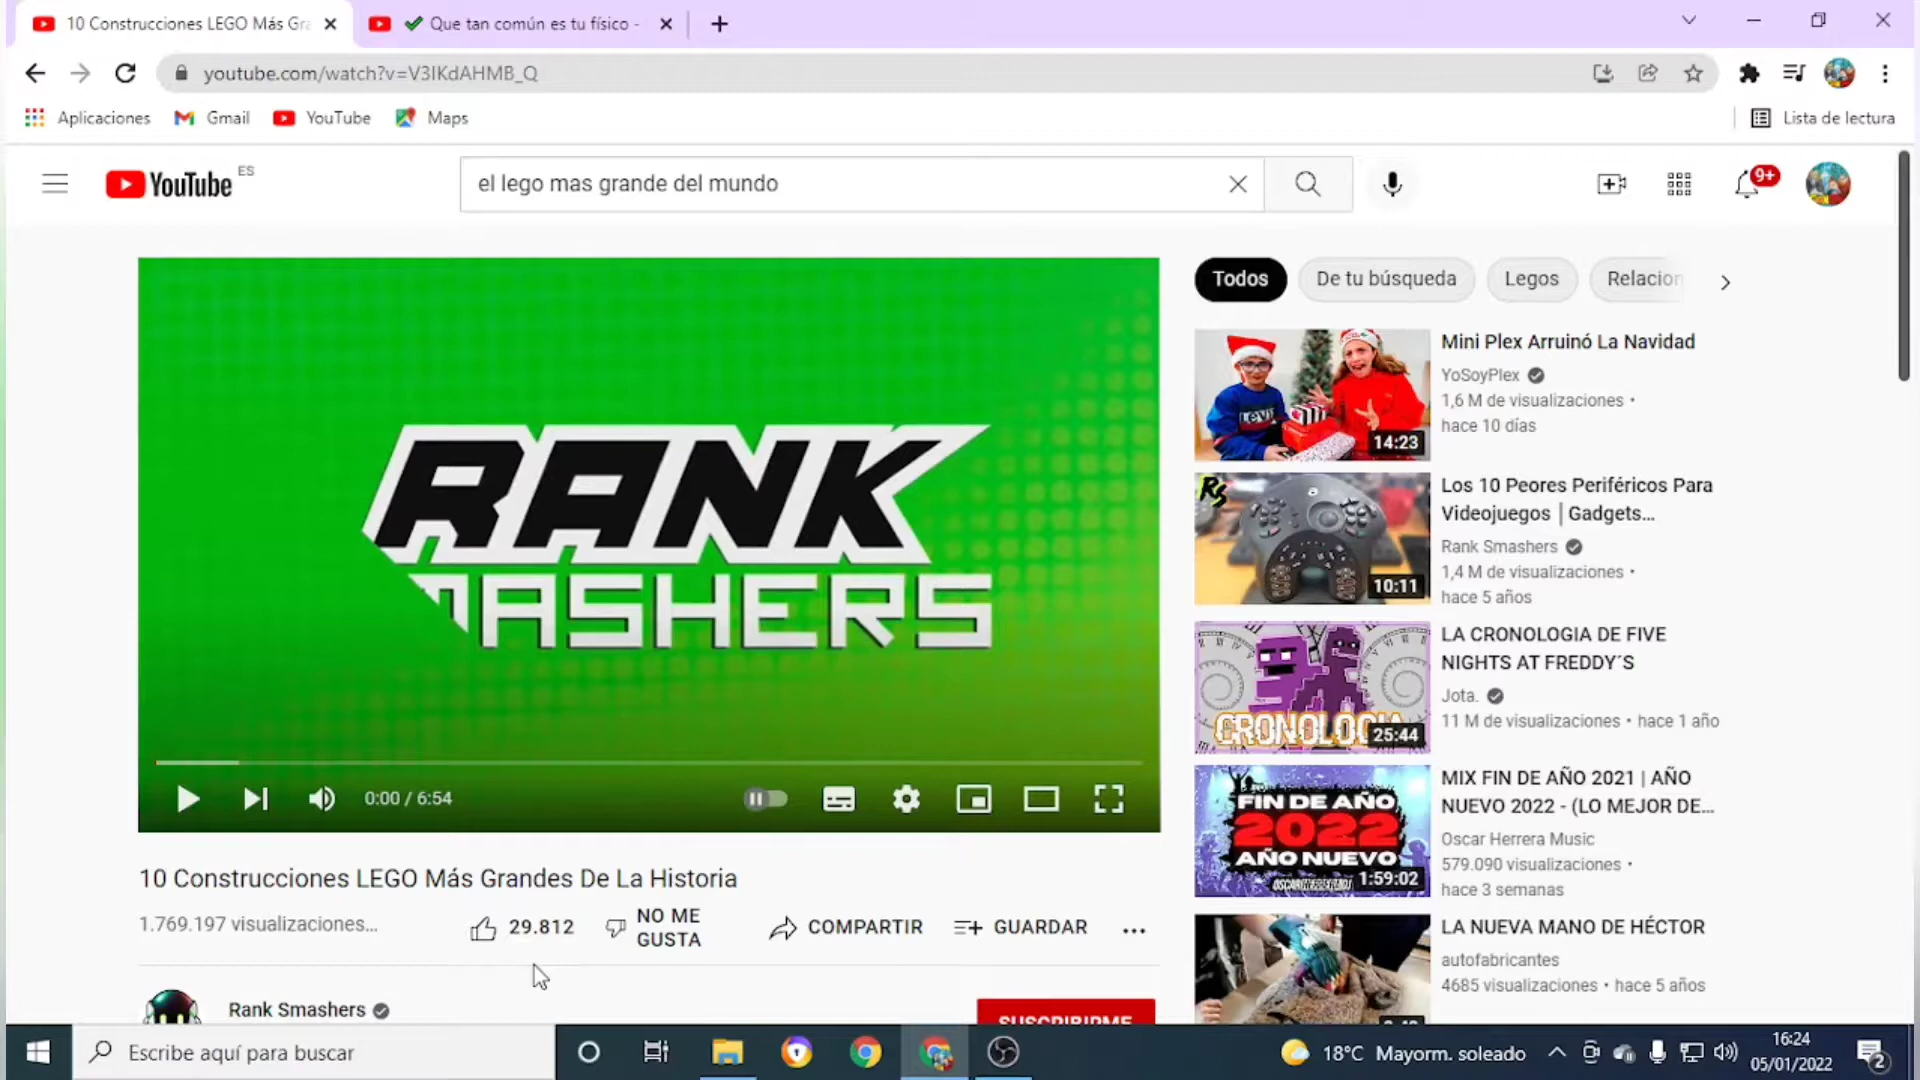 10 Construcciones LEGO Más Gra
Que tan común es tu físico -
youtube.com/watch?v=V3IKdAHMB_Q
Aplicaciones
Gmail
YouTube
Maps
Lista de lectura
YouTube ES
el lego mas grande del mundo
9+
RANK
SMASHERS
0:00 / 6:54
10 Construcciones LEGO Más Grandes De La Historia
1.769.197 visualizaciones...
29.812
NO ME
GUSTA
COMPARTIR
GUARDAR
Rank Smashers
SUSCRIBIRME
Todos
De tu búsqueda
Legos
Relacion
LEVI'S
14:23
Mini Plex Arruinó La Navidad
YoSoyPlex
1,6 M de visualizaciones •
hace 10 días
RS
10:11
Los 10 Peores Periféricos Para
Videojuegos | Gadgets...
Rank Smashers
1,4 M de visualizaciones •
hace 5 años
CRONOLOGIA
25:44
LA CRONOLOGIA DE FIVE
NIGHTS AT FREDDY´S
Jota.
11 M de visualizaciones • hace 1 año
FIN DE AÑO
2022
AÑO NUEVO
1:59:02
MIX FIN DE AÑO 2021 | AÑO
NUEVO 2022 - (LO MEJOR DE...
Oscar Herrera Music
579.090 visualizaciones •
hace 3 semanas
LA NUEVA MANO DE HÉCTOR
autofabricantes
4685 visualizaciones • hace 5 años
Escribe aquí para buscar
18°C Mayorm. soleado
16:24
05/01/2022
2